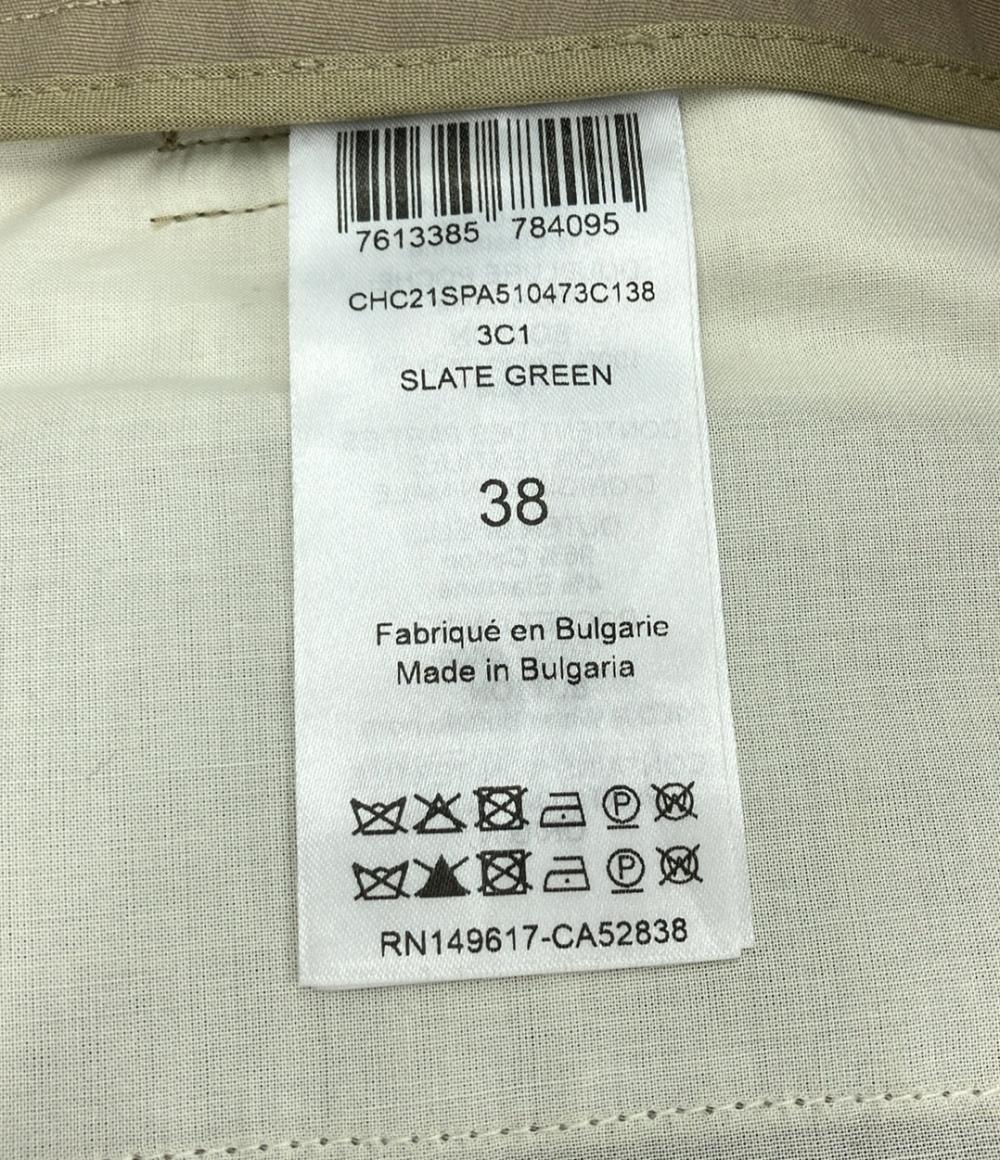 7613385 784095
CHC21SPA510473C138
3C1
SLATE GREEN
38
Fabriqué en Bulgarie
Made in Bulgaria
P W
P W
RN149617-CA52838